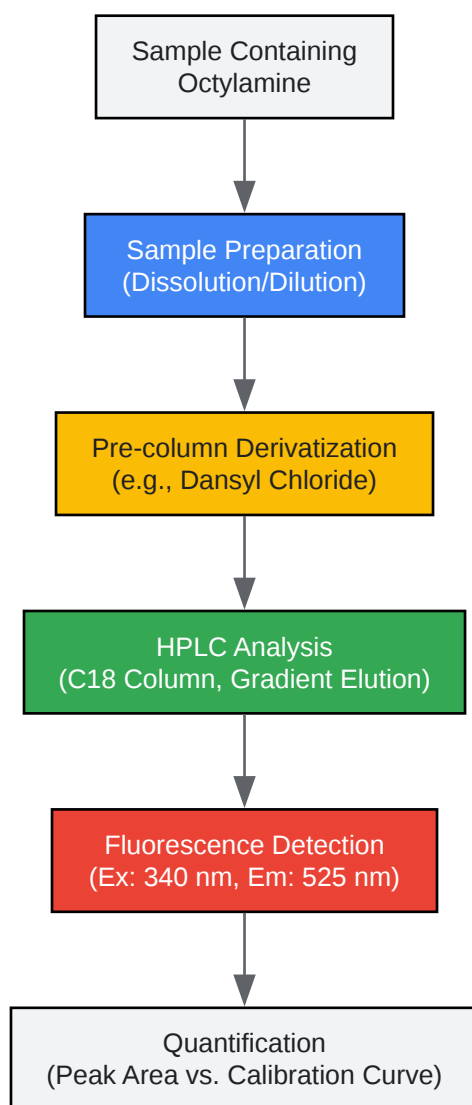 Sample Containing
Octylamine
Sample Preparation
(Dissolution/Dilution)
Pre-column Derivatization
(e.g., Dansyl Chloride)
HPLC Analysis
(C18 Column, Gradient Elution)
Fluorescence Detection
(Ex: 340 nm, Em: 525 nm)
Quantification
(Peak Area vs. Calibration Curve)